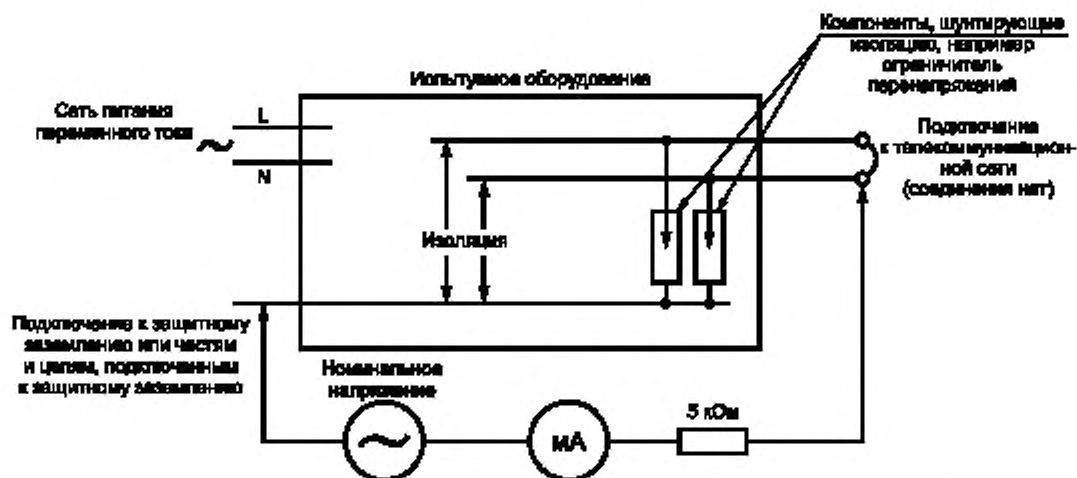 Компоненты, шунтирующие
изоляцию, например
ограничитель
перенапряжений
Испытуемое оборудование
Сеть питания
переменного тока
L
N
Подключение
к телекоммуникацион-
ной сети
(соединения нет)
Изоляция
Подключение к защитному
заземлению или частям
и цепям, подключенным
к защитному заземлению
Номинальное
напряжение
мА
5 кОм